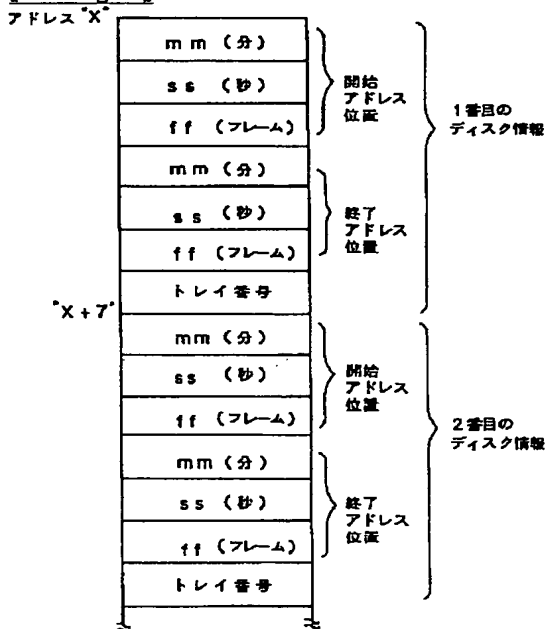 アドレス "X"
mm (分)
ss (秒)
ff (フレーム)
開始
アドレス
位置
mm (分)
ss (秒)
ff (フレーム)
終了
アドレス
位置
トレイ番号
1番目の
ディスク情報
"X+7"
mm (分)
ss (秒)
ff (フレーム)
開始
アドレス
位置
mm (分)
ss (秒)
ff (フレーム)
終了
アドレス
位置
トレイ番号
2番目の
ディスク情報